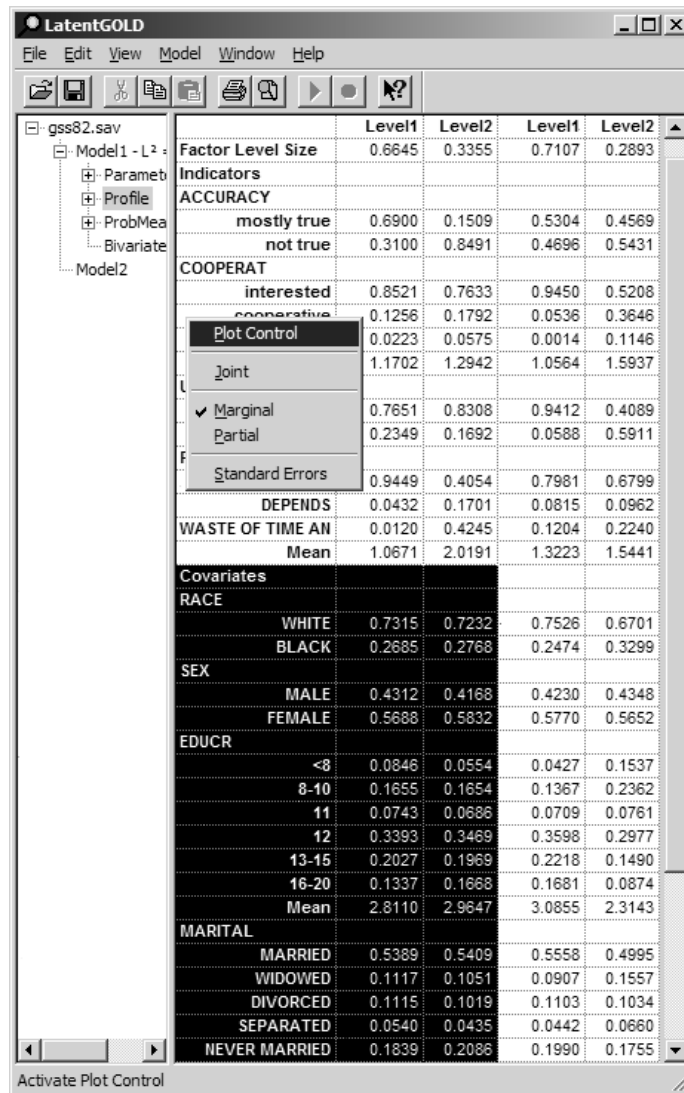 LatentGOLD
File Edit View Model Window Help
gss82.sav
Model1 - L² =
Paramet
Profile
ProbMea
Bivariate
Model2
Level1 Level2 Level1 Level2
Factor Level Size 0.6645 0.3355 0.7107 0.2893
Indicators
ACCURACY
mostly true 0.6900 0.1509 0.5304 0.4569
not true 0.3100 0.8491 0.4696 0.5431
COOPERAT
interested 0.8521 0.7633 0.9450 0.5208
cooperative 0.1256 0.1792 0.0536 0.3646
0.0223 0.0575 0.0014 0.1146
1.1702 1.2942 1.0564 1.5937
0.7651 0.8308 0.9412 0.4089
0.2349 0.1692 0.0588 0.5911
0.9449 0.4054 0.7981 0.6799
Plot Control
Joint
Marginal
Partial
Standard Errors
DEPENDS 0.0432 0.1701 0.0815 0.0962
WASTE OF TIME AN 0.0120 0.4245 0.1204 0.2240
Mean 1.0671 2.0191 1.3223 1.5441
Covariates
RACE
WHITE 0.7315 0.7232 0.7526 0.6701
BLACK 0.2685 0.2768 0.2474 0.3299
SEX
MALE 0.4312 0.4168 0.4230 0.4348
FEMALE 0.5688 0.5832 0.5770 0.5652
EDUCR
<8 0.0846 0.0554 0.0427 0.1537
8-10 0.1655 0.1654 0.1367 0.2362
11 0.0743 0.0686 0.0709 0.0761
12 0.3393 0.3469 0.3598 0.2977
13-15 0.2027 0.1969 0.2218 0.1490
16-20 0.1337 0.1668 0.1681 0.0874
Mean 2.8110 2.9647 3.0855 2.3143
MARITAL
MARRIED 0.5389 0.5409 0.5558 0.4995
WIDOWED 0.1117 0.1051 0.0907 0.1557
DIVORCED 0.1115 0.1019 0.1103 0.1034
SEPARATED 0.0540 0.0435 0.0442 0.0660
NEVER MARRIED 0.1839 0.2086 0.1990 0.1755
Activate Plot Control